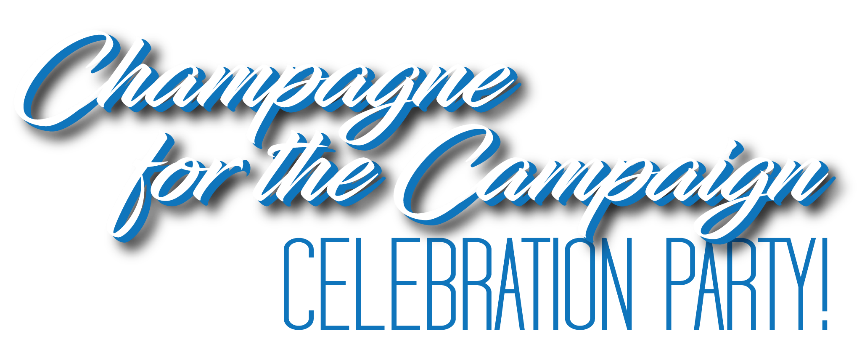 Champagne
for the Campaign
CELEBRATION PARTY!